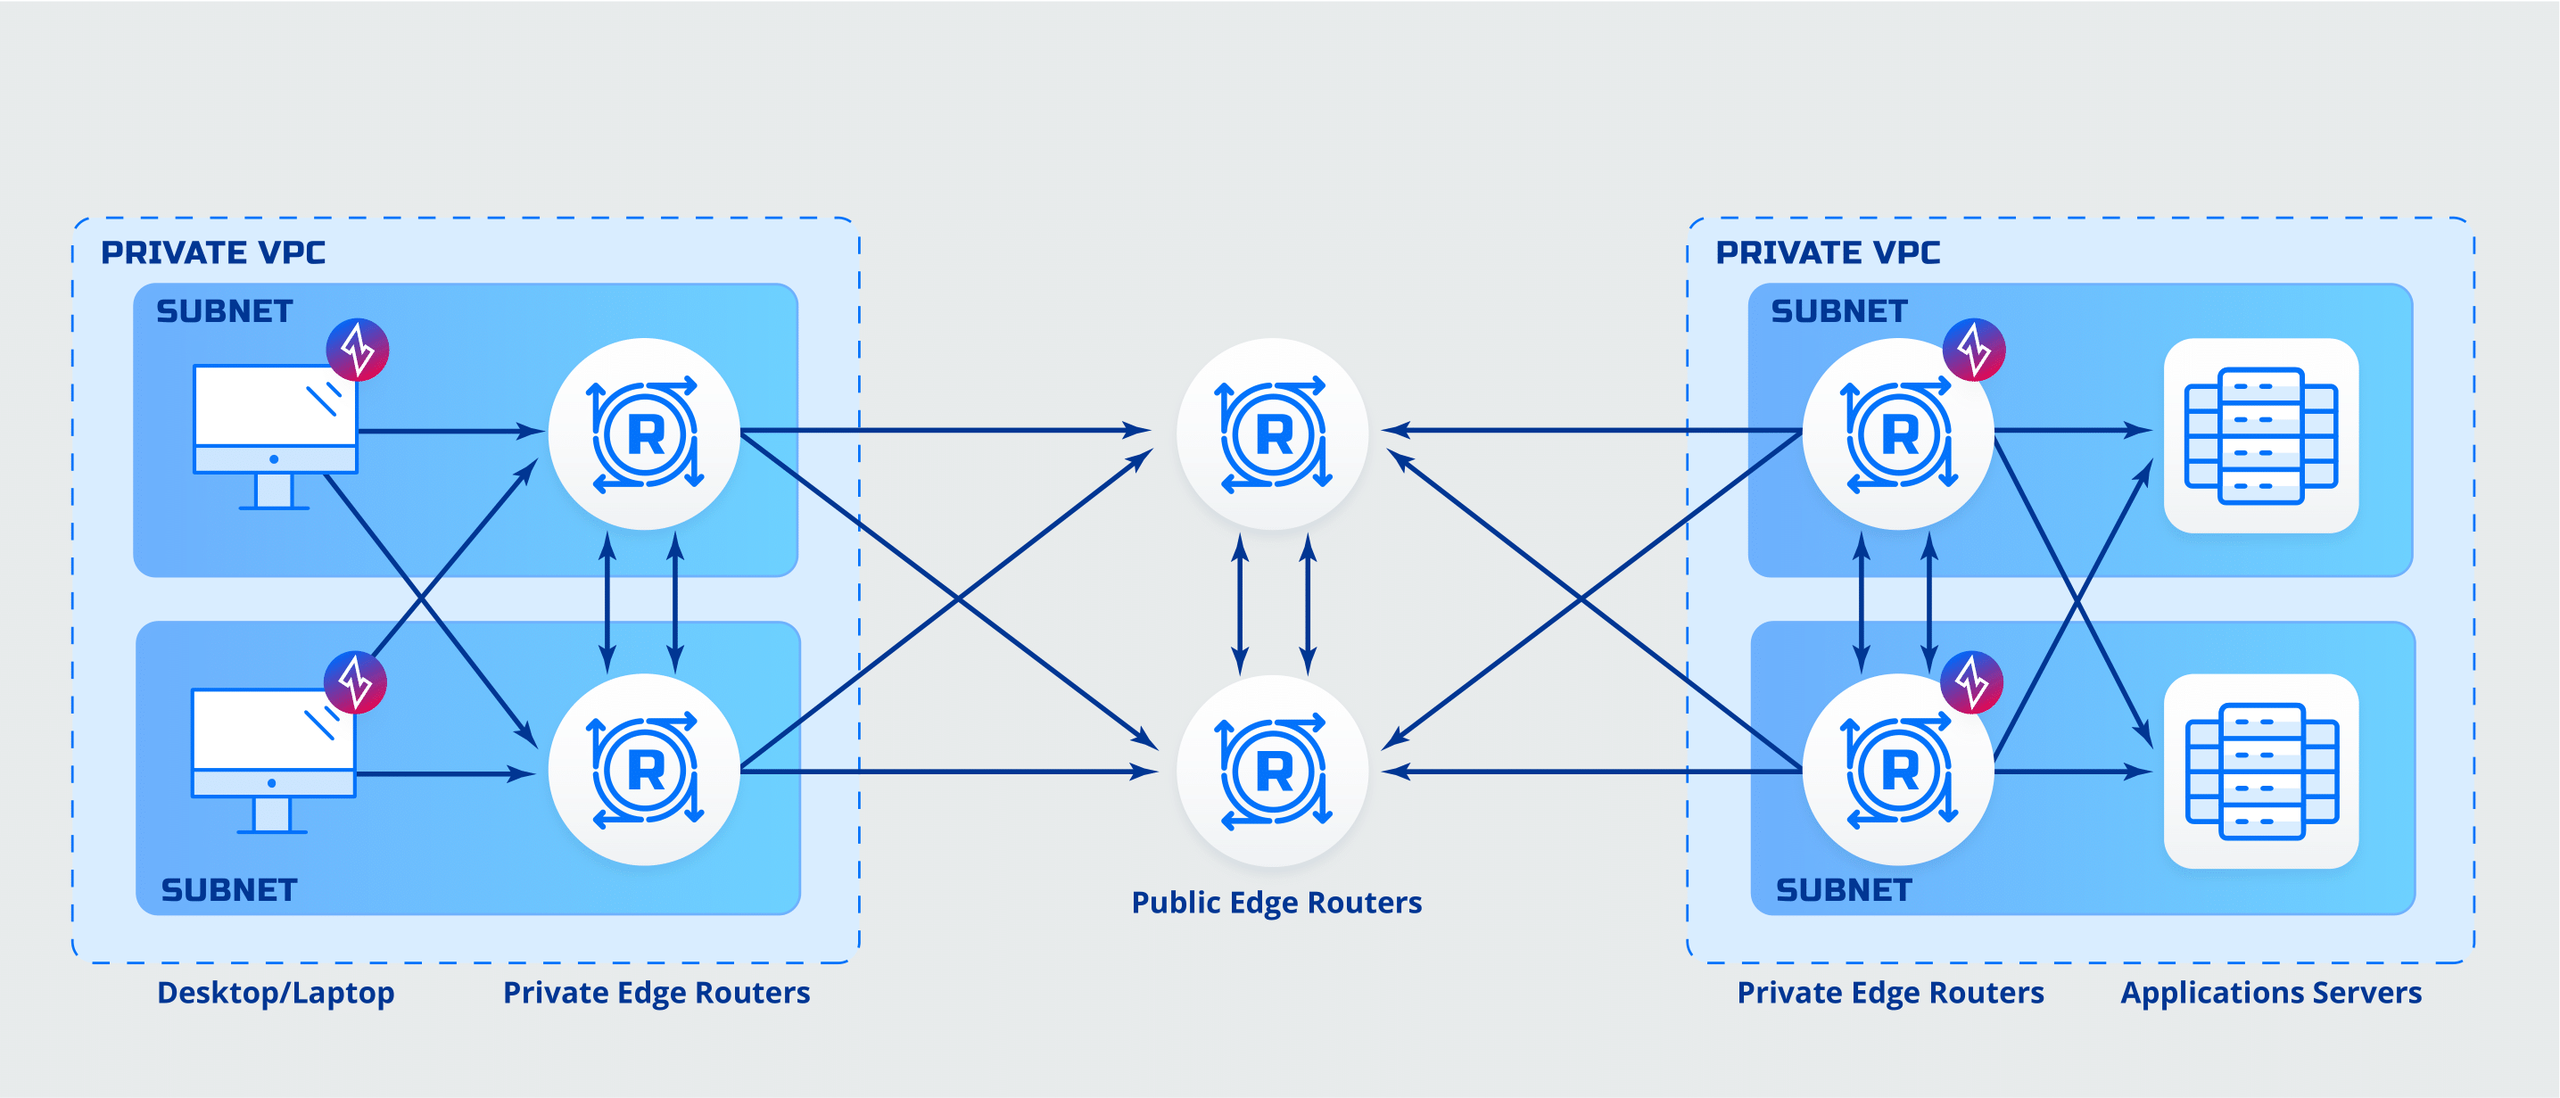 PRIVATE VPC
SUBNET
R
R
SUBNET
Desktop/Laptop
Private Edge Routers
R
R
Public Edge Routers
PRIVATE VPC
SUBNET
R
R
SUBNET
Private Edge Routers
Applications Servers